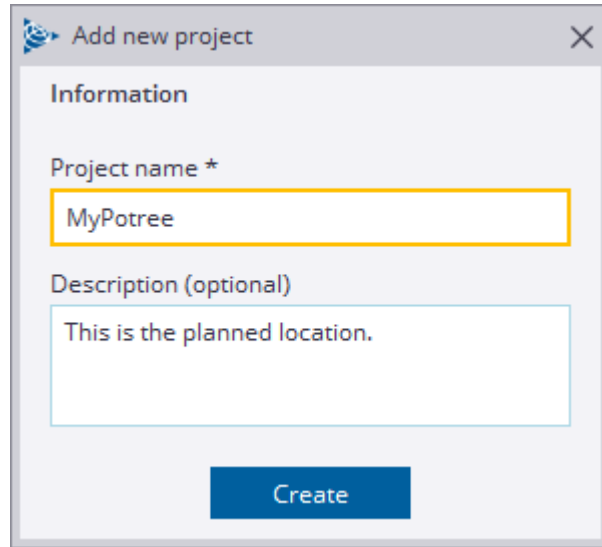 Add new project
Information
Project name *
MyPotree
Description (optional)
This is the planned location.
Create